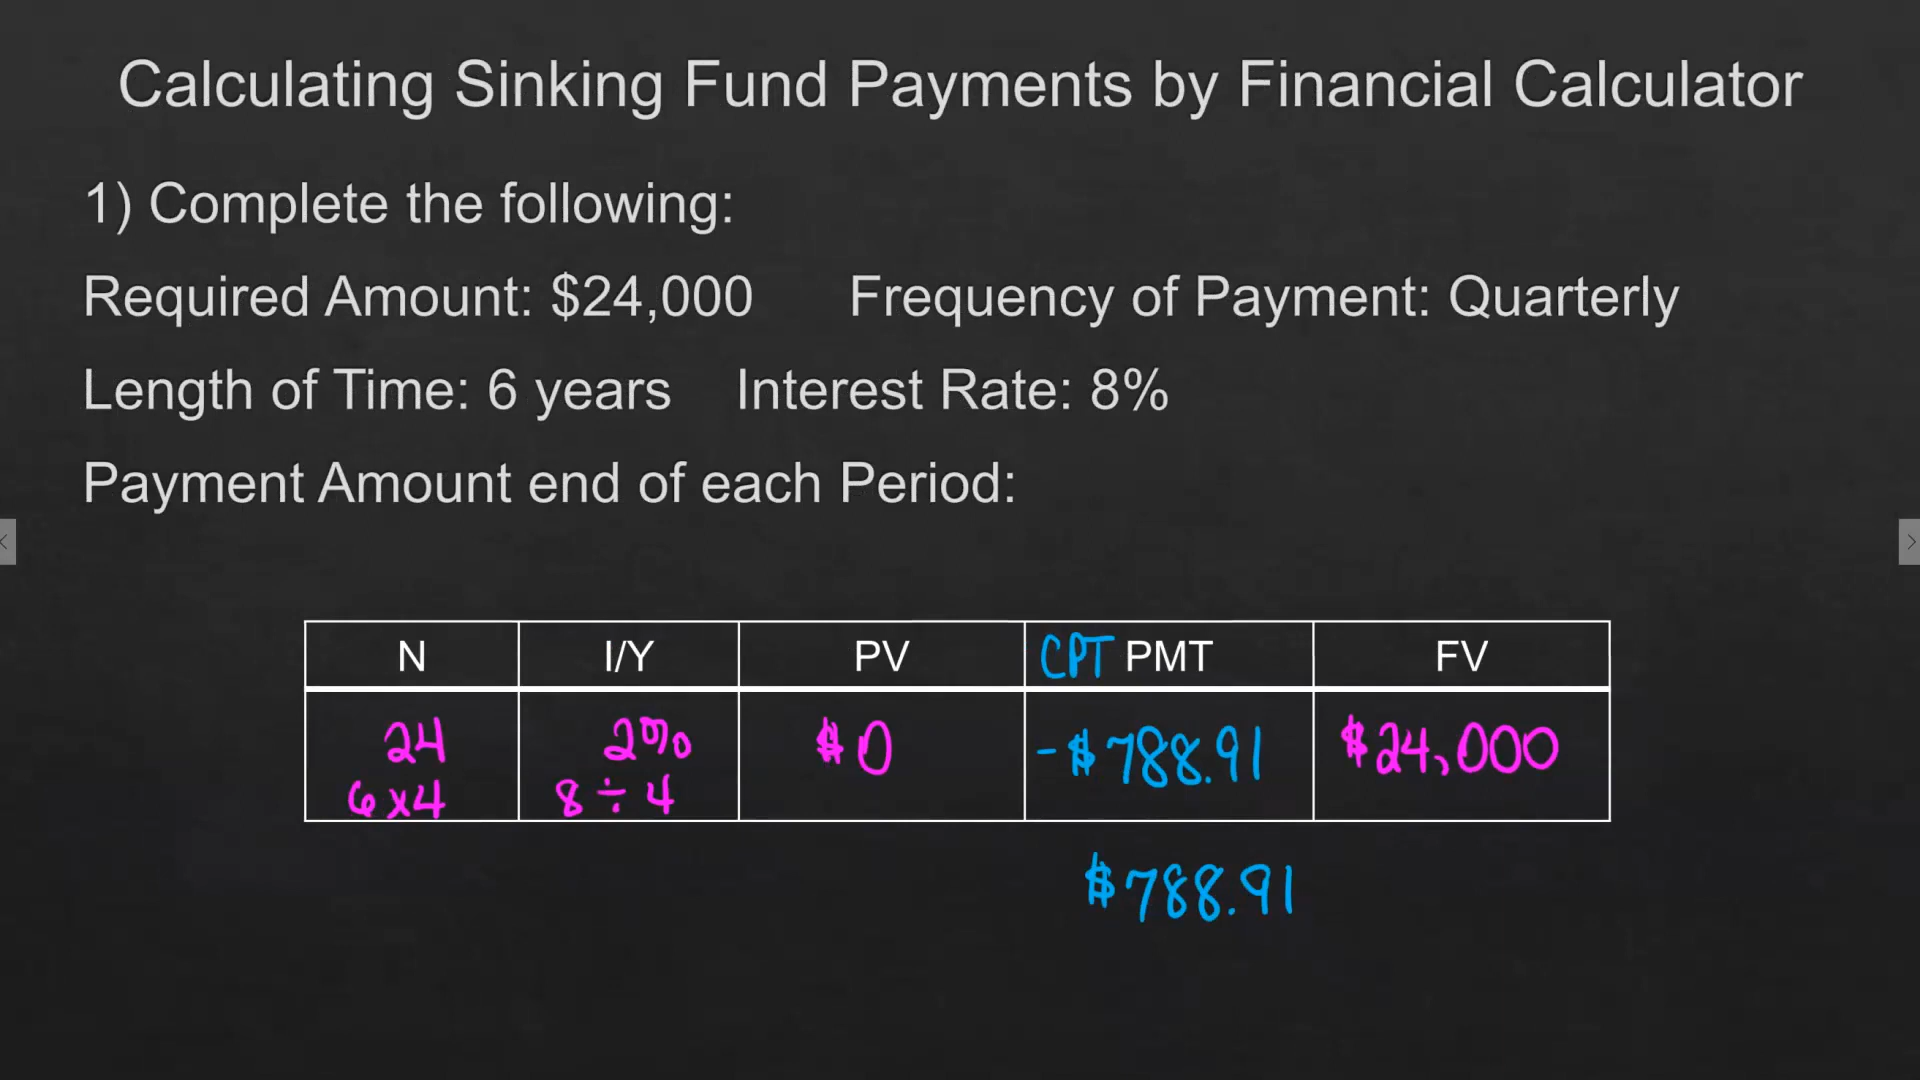 Calculating Sinking Fund Payments by Financial Calculator
1) Complete the following:
Required Amount: $24,000 Frequency of Payment: Quarterly
Length of Time: 6 years Interest Rate: 8%
Payment Amount end of each Period:
N I/Y PV CPT PMT FV
24 2% $0 -$788.91 $24,000
6x4 8÷4
$788.91